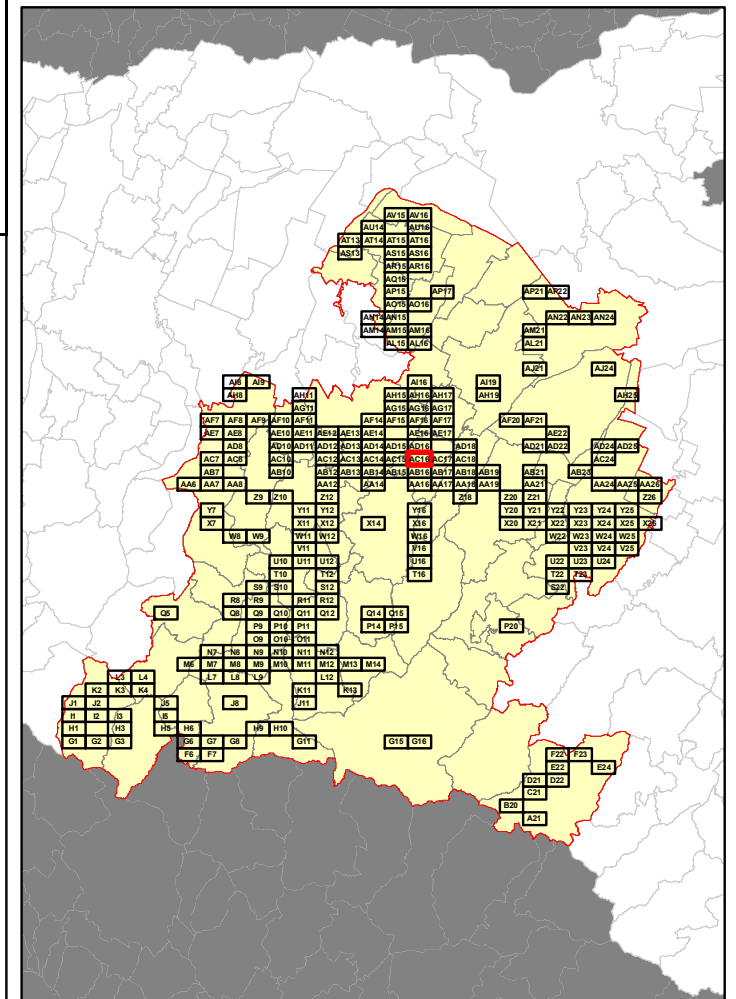 AV15 AV16
AU14 AU16
AT13 AT14 AT15 AT16
AS13 AS15 AS16
AR15 AR16
AQ15
AP15 AP17 AP21 AP22
AO15 AO16
AN14 AN15 AN22 AN23 AN24
AM14 AM15 AM16 AM21
AL15 AL16 AL21
AJ21 AJ24
AI8 AI9 AI16 AI19
AH8 AH11 AH15 AH16 AH17 AH19 AH25
AG11 AG15 AG16 AG17
AF7 AF8 AF9 AF10 AF11 AF14 AF15 AF16 AF17 AF20 AF21
AE7 AE8 AE10 AE11 AE12 AE13 AE14 AE16 AE17 AE22
AD8 AD10 AD11 AD12 AD13 AD14 AD15 AD16 AD18 AD21 AD22 AD24 AD25
AC7 AC8 AC10 AC12 AC13 AC14 AC15 AC16 AC17 AC18 AC24
AB7 AB10 AB12 AB13 AB14 AB15 AB16 AB17 AB18 AB19 AB21 AB23
AA6 AA7 AA8 AA12 AA14 AA16 AA17 AA18 AA19 AA21 AA24 AA25 AA26
Z9 Z10 Z12 Z18 Z20 Z21 Z26
Y7 Y11 Y12 Y16 Y20 Y21 Y22 Y23 Y24 Y25
X7 X11 X12 X14 X16 X20 X21 X22 X23 X24 X25 X26
W8 W9 W11 W12 W16 W22 W23 W24 W25
V11 V16 V23 V24 V25
U10 U11 U12 U16 U22 U23 U24
T10 T12 T16 T22 T23
S9 S10 S12 S22
R8 R9 R11 R12
Q5 Q8 Q9 Q10 Q11 Q12 Q14 Q15
P9 P10 P11 P14 P15 P20
O9 O10 O11
N7 N8 N9 N10 N11 N12
M6 M7 M8 M9 M10 M11 M12 M13 M14
L3 L4 L7 L8 L9 L12
K2 K3 K4 K11 K13
J1 J2 J5 J8 J11
I1 I2 I3 I5
H1 H3 H5 H6 H9 H10
G1 G2 G3 G6 G7 G8 G11 G15 G16
F6 F7 F22 F23
E22 E24
D21 D22
C21
B20
A21